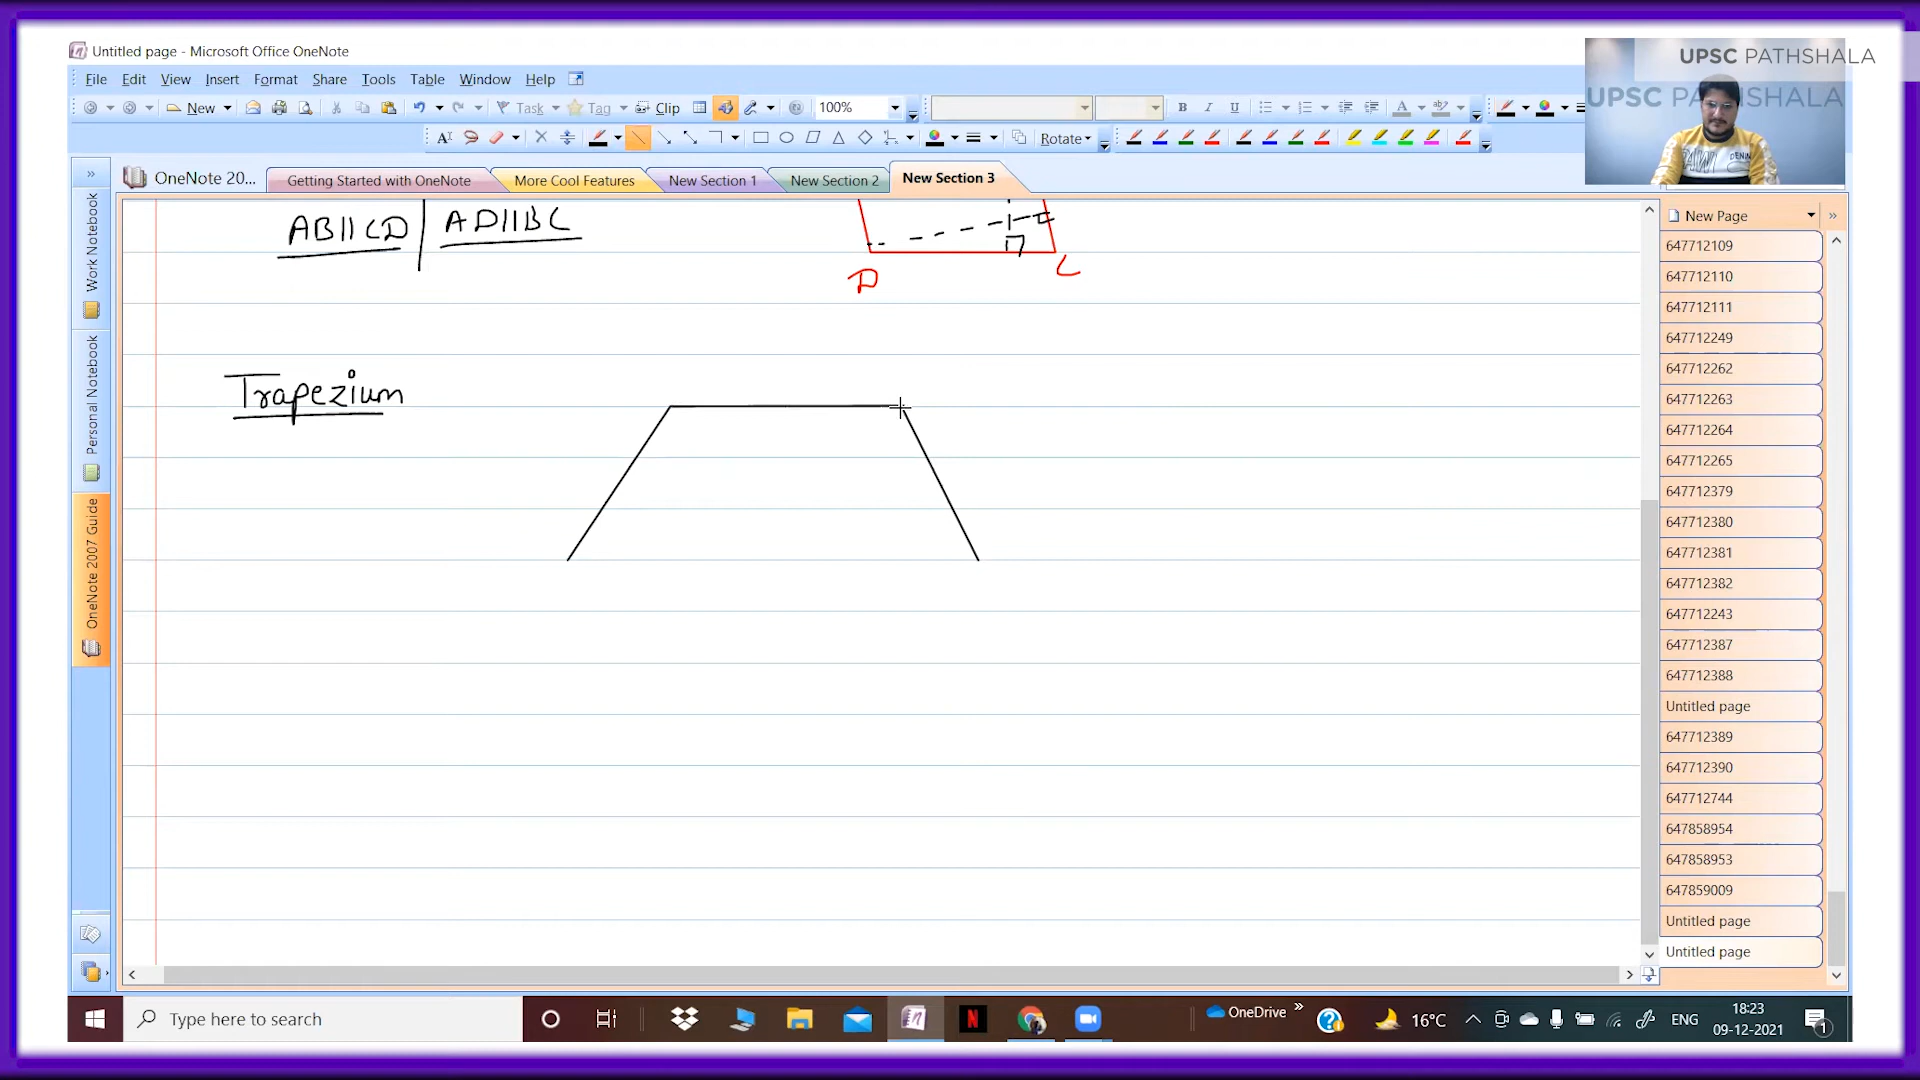 Untitled page - Microsoft Office OneNote
UPSC PATHSHALA
UPSC PATHSHALA
File Edit View Insert Format Share Tools Table Window Help
New Task Tag Clip 100%
B I U
Rotate
OneNote 20...
Getting Started with OneNote
More Cool Features
New Section 1
New Section 2
New Section 3
Work Notebook
Personal Notebook
OneNote 2007 Guide
AB||CD | AD||BC
D C
Trapezium
New Page
647712109
647712110
647712111
647712249
647712262
647712263
647712264
647712265
647712379
647712380
647712381
647712382
647712243
647712387
647712388
Untitled page
647712389
647712390
647712744
647858954
647858953
647859009
Untitled page
Untitled page
Type here to search
OneDrive
16°C
ENG
18:23
09-12-2021
1